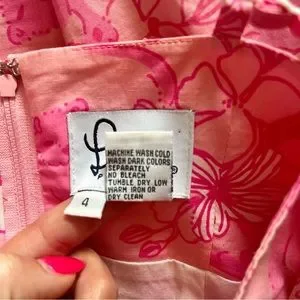 MACHINE WASH COLD
WASH DARK COLORS
SEPARATELY
NO BLEACH
TUMBLE DRY LOW
WARM IRON OR
DRY CLEAN
4